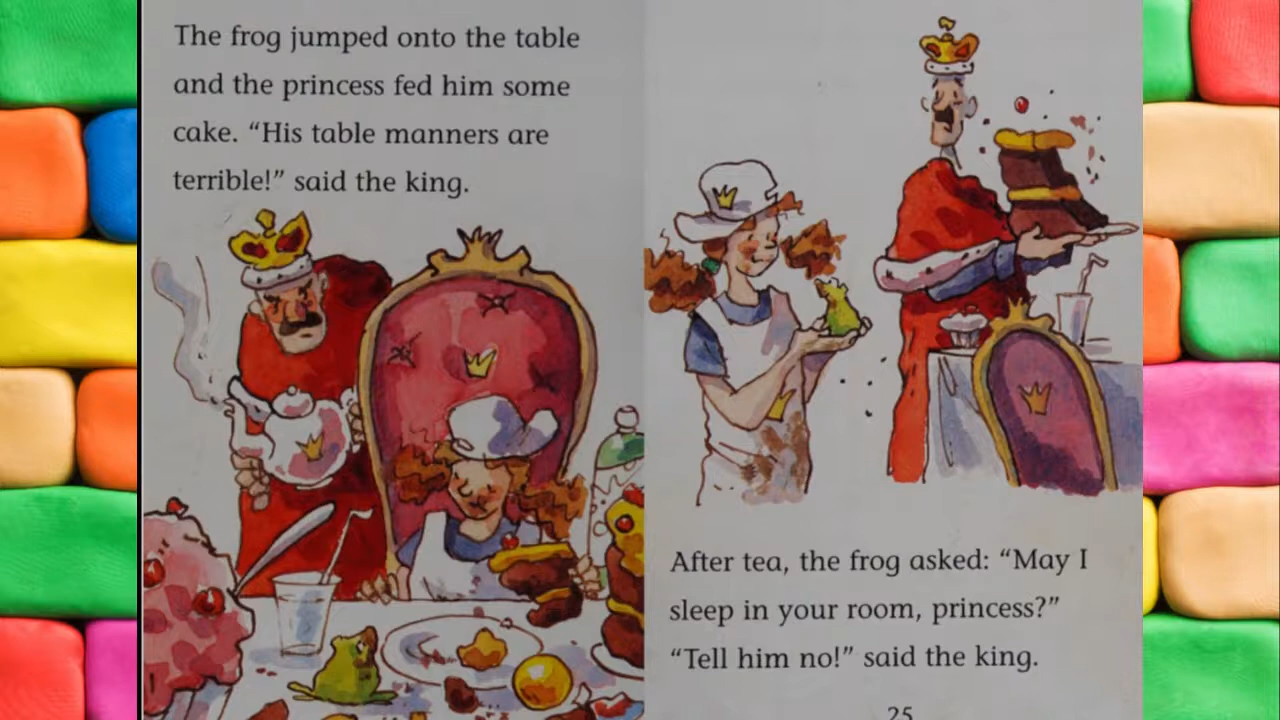 The frog jumped onto the table
and the princess fed him some
cake. “His table manners are
terrible!” said the king.
After tea, the frog asked: “May I
sleep in your room, princess?”
“Tell him no!” said the king.
25